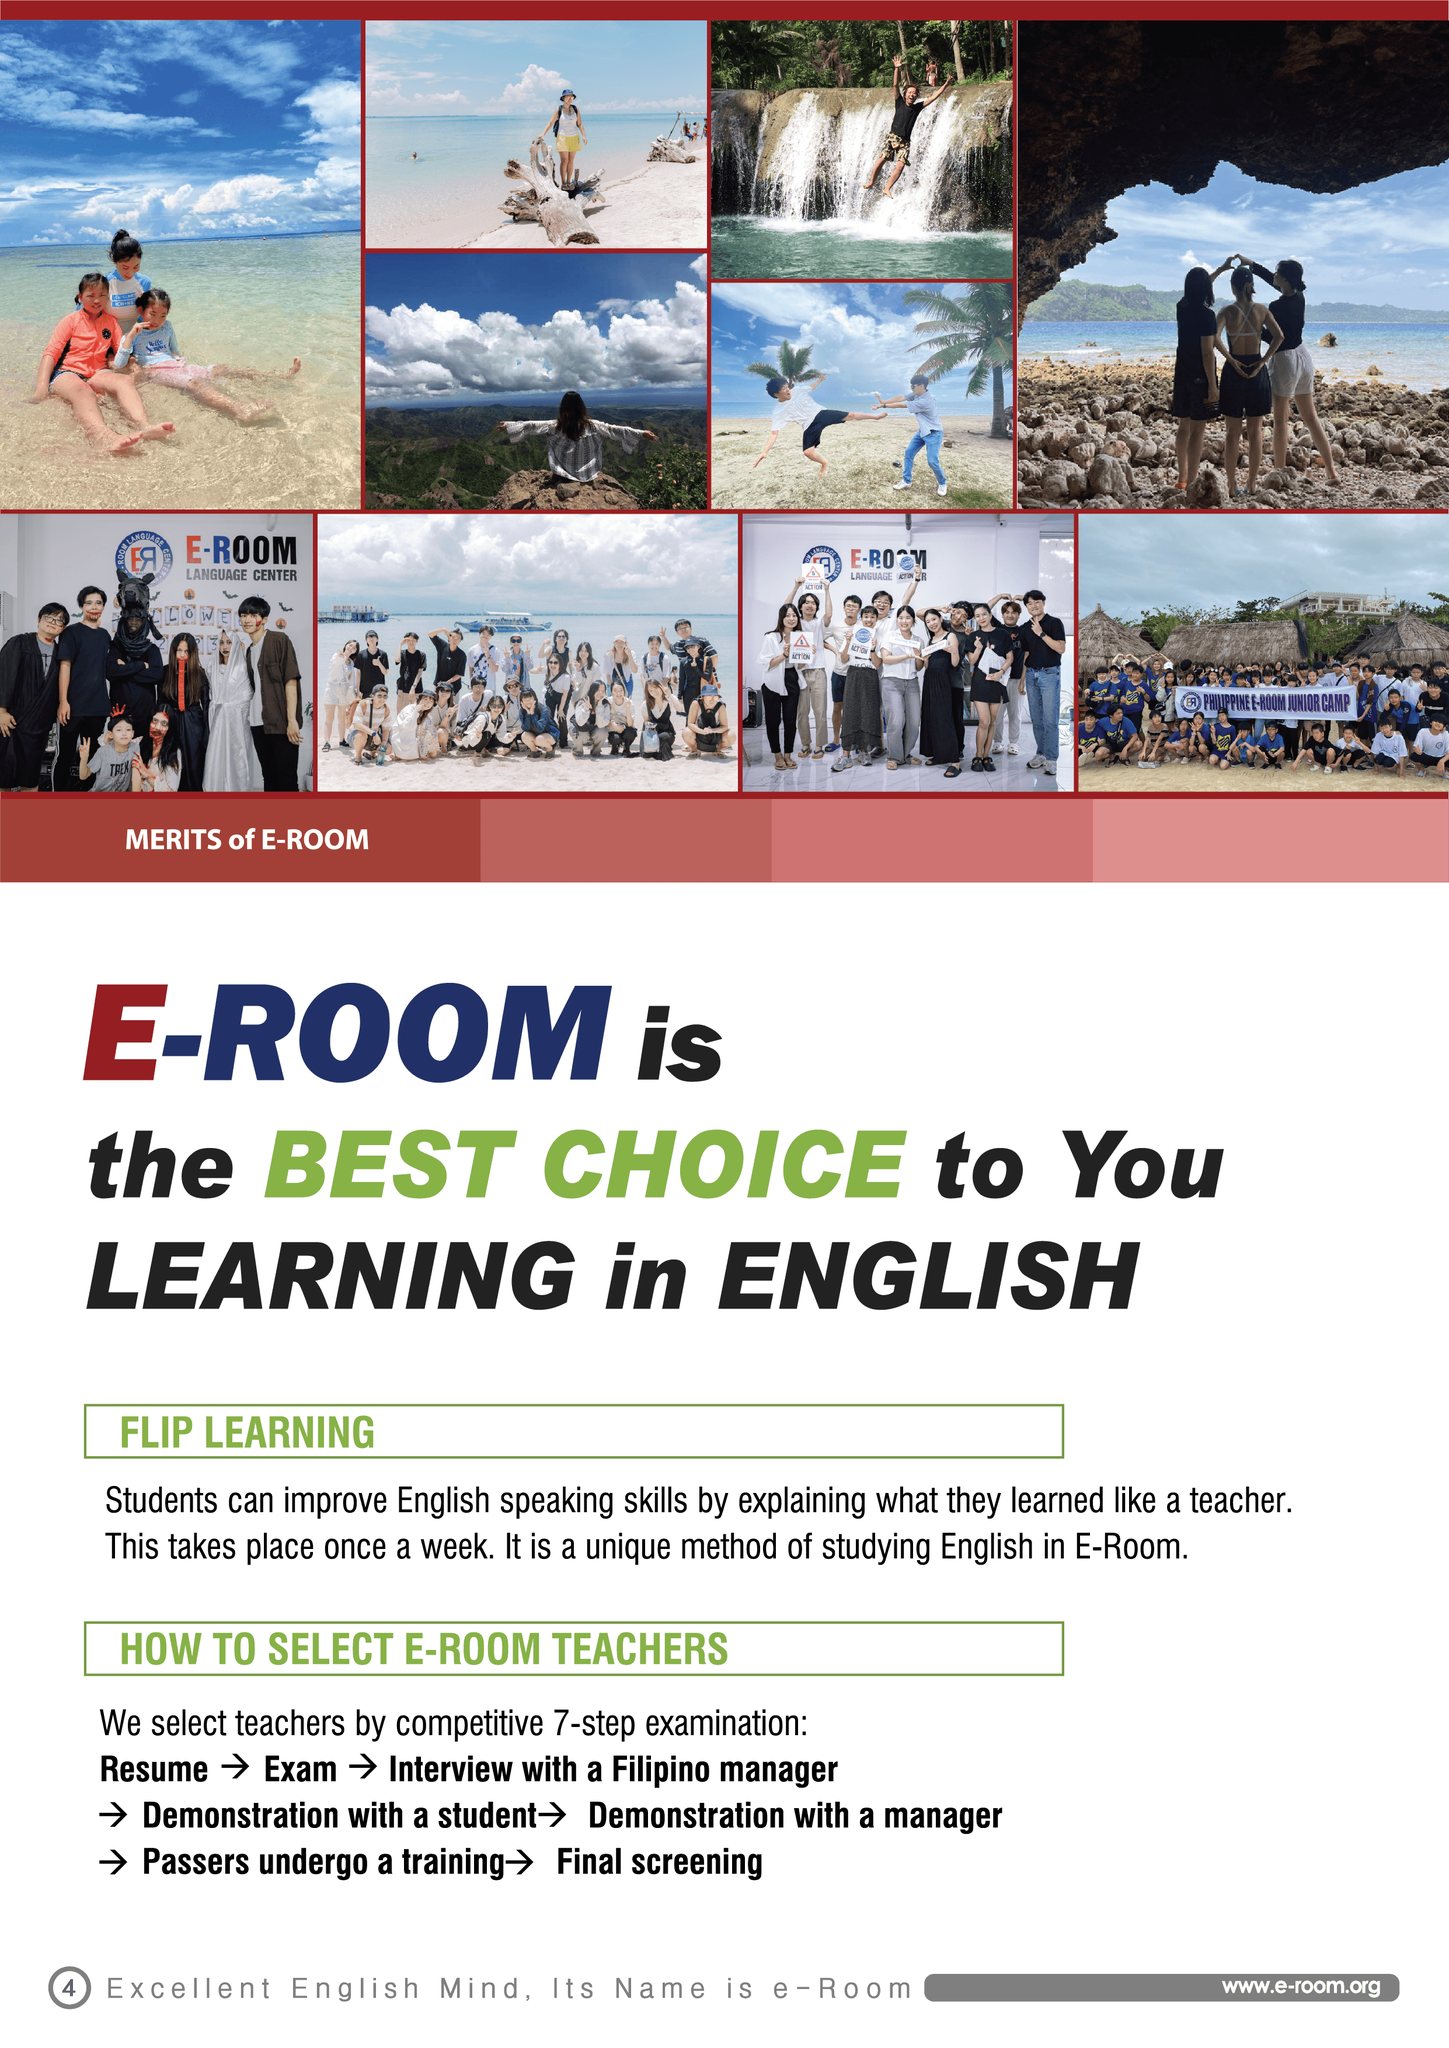 E-ROOM
LANGUAGE CENTER
E-ROOM
LANGUAGE
ACTION
ACTION
ACTION
PHILIPPINE E-ROOM JUNIOR CAMP
MERITS of E-ROOM
E-ROOM is
the BEST CHOICE to You
LEARNING in ENGLISH
FLIP LEARNING
Students can improve English speaking skills by explaining what they learned like a teacher.
This takes place once a week. It is a unique method of studying English in E-Room.
HOW TO SELECT E-ROOM TEACHERS
We select teachers by competitive 7-step examination:
Resume → Exam → Interview with a Filipino manager
→ Demonstration with a student→ Demonstration with a manager
→ Passers undergo a training→ Final screening
4 Excellent English Mind, Its Name is e-Room www.e-room.org